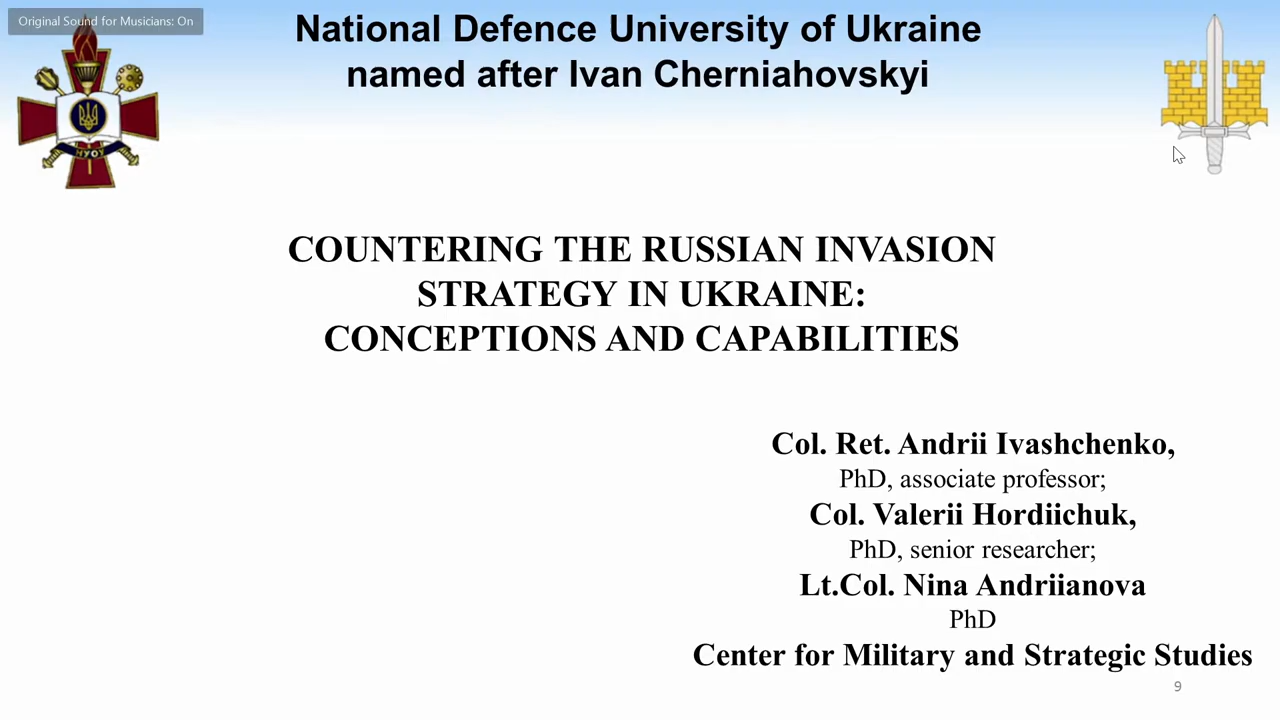 Original Sound for Musicians: On
National Defence University of Ukraine
named after Ivan Cherniahovskyi
НУОУ
COUNTERING THE RUSSIAN INVASION
STRATEGY IN UKRAINE:
CONCEPTIONS AND CAPABILITIES
Col. Ret. Andrii Ivashchenko,
PhD, associate professor;
Col. Valerii Hordiichuk,
PhD, senior researcher;
Lt.Col. Nina Andriianova
PhD
Center for Military and Strategic Studies
9